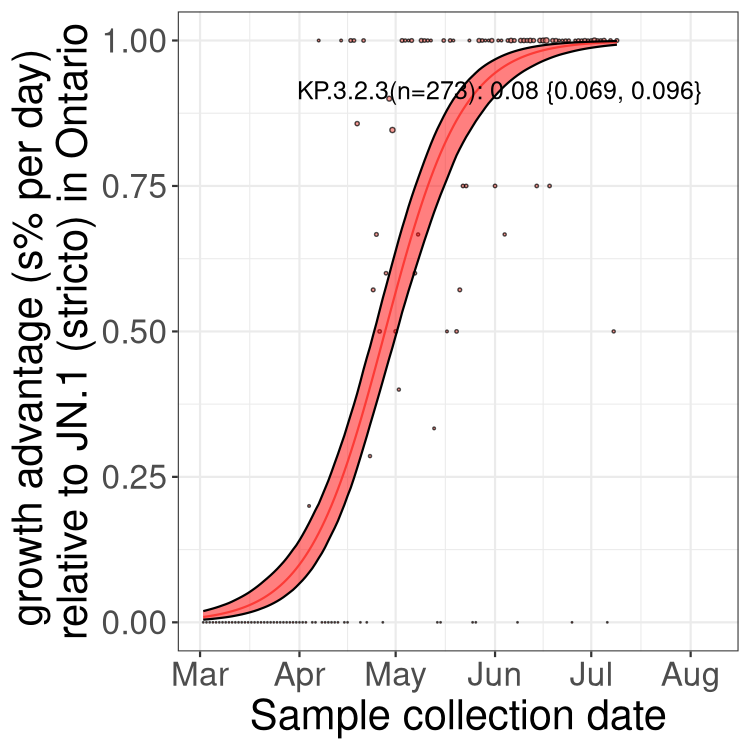 growth advantage (s% per day)
relative to JN.1 (stricto) in Ontario
1.00
0.75
0.50
0.25
0.00
KP.3.2.3(n=273): 0.08 {0.069, 0.096}
Mar Apr May Jun Jul Aug
Sample collection date